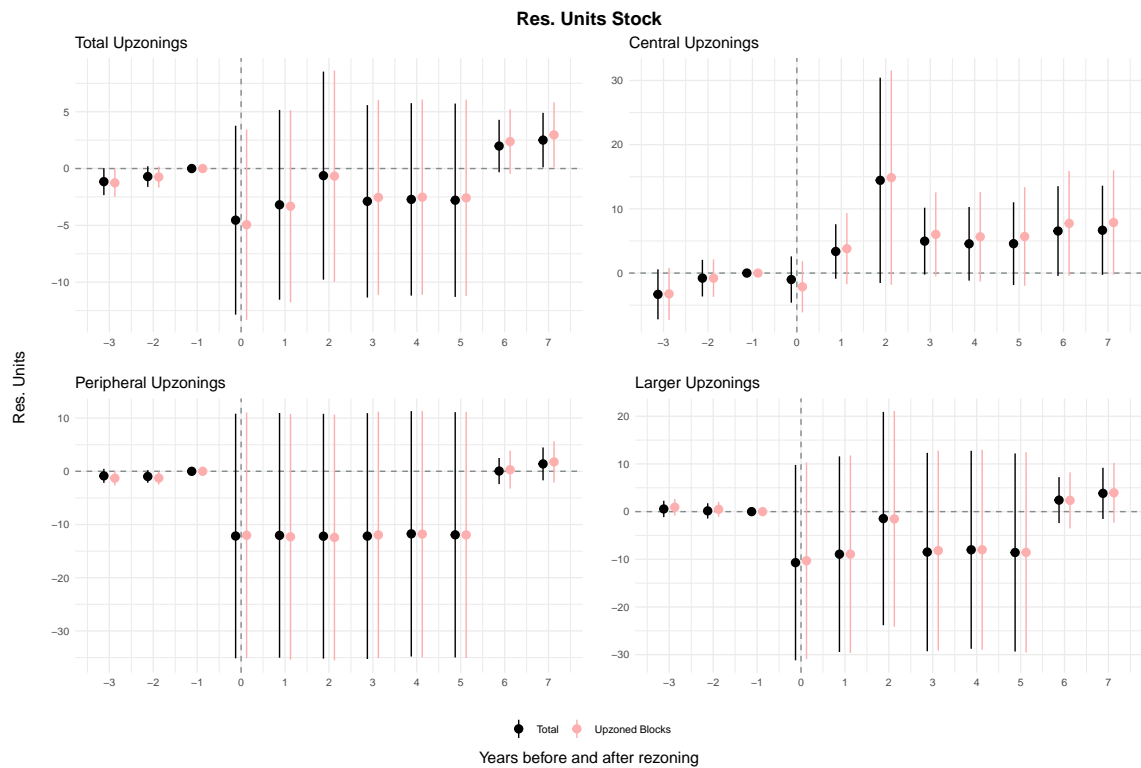 Res. Units Stock
Total Upzonings
Central Upzonings
5
0
−5
−10
30
20
10
0
−3 −2 −1 0 1 2 3 4 5 6 7
−3 −2 −1 0 1 2 3 4 5 6 7
Peripheral Upzonings
Larger Upzonings
10
0
−10
−20
−30
20
10
0
−10
−20
−30
−3 −2 −1 0 1 2 3 4 5 6 7
−3 −2 −1 0 1 2 3 4 5 6 7
Res. Units
Total Upzoned Blocks
Years before and after rezoning